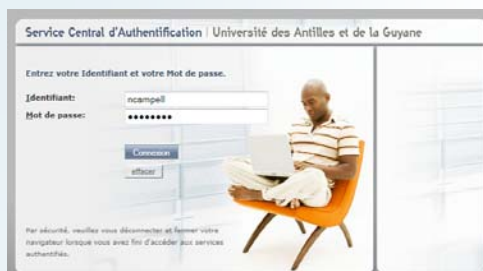 Service Central d'Authentification | Université des Antilles et de la Guyane
Entrez votre Identifiant et votre Mot de passe.
Identifiant: ncampell
Mot de passe: ••••••••
Connexion
effacer
Par sécurité, veuillez vous déconnecter et fermer votre
navigateur lorsque vous avez fini d'accéder aux services
authentifiés.